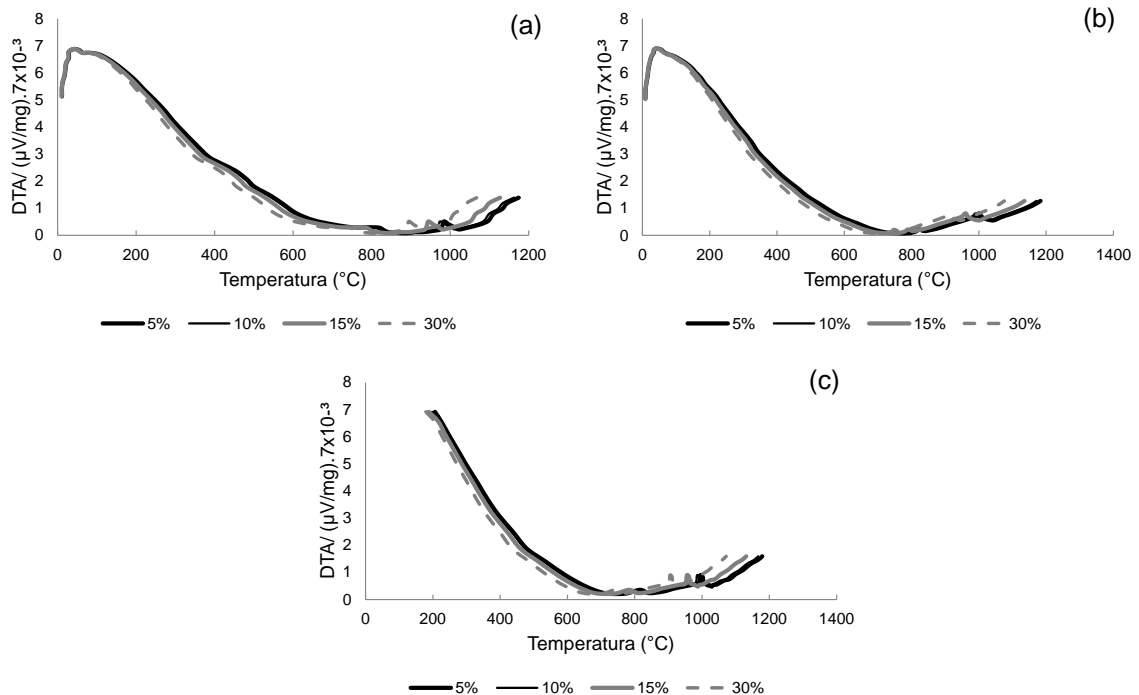 (a)
8
7
6
5
4
3
2
1
0
DTA/ (µV/mg).7x10⁻³
0 200 400 600 800 1000 1200
Temperatura (°C)
5% 10% 15% 30%
(b)
8
7
6
5
4
3
2
1
0
DTA/ (µV/mg).7x10⁻³
0 200 400 600 800 1000 1200 1400
Temperatura (°C)
5% 10% 15% 30%
(c)
8
7
6
5
4
3
2
1
0
DTA/ (µV/mg).7x10⁻³
200 400 600 800 1000 1200 1400
Temperatura (°C)
5% 10% 15% 30%